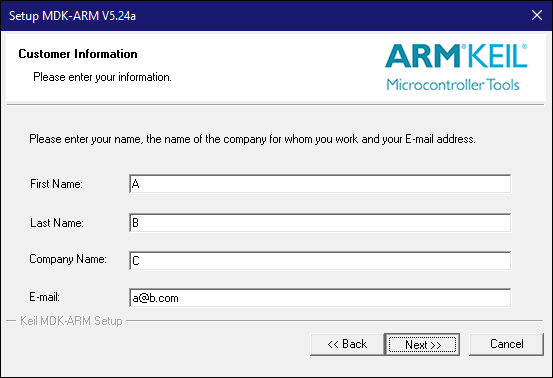 Setup MDK-ARM V5.24a
Customer Information
Please enter your information.
ARM KEIL®
Microcontroller Tools
Please enter your name, the name of the company for whom you work and your E-mail address.
First Name: A
Last Name: B
Company Name: C
E-mail: a@b.com
Keil MDK-ARM Setup
<< Back Next >> Cancel